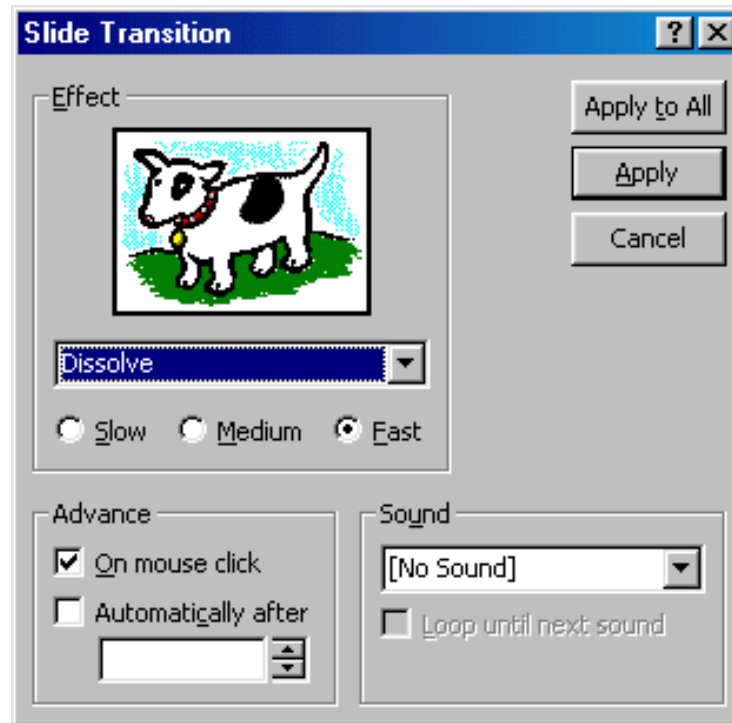 Slide Transition
Effect
Apply to All
Apply
Cancel
Dissolve
Slow Medium Fast
Advance
On mouse click
Automatically after
Sound
[No Sound]
Loop until next sound